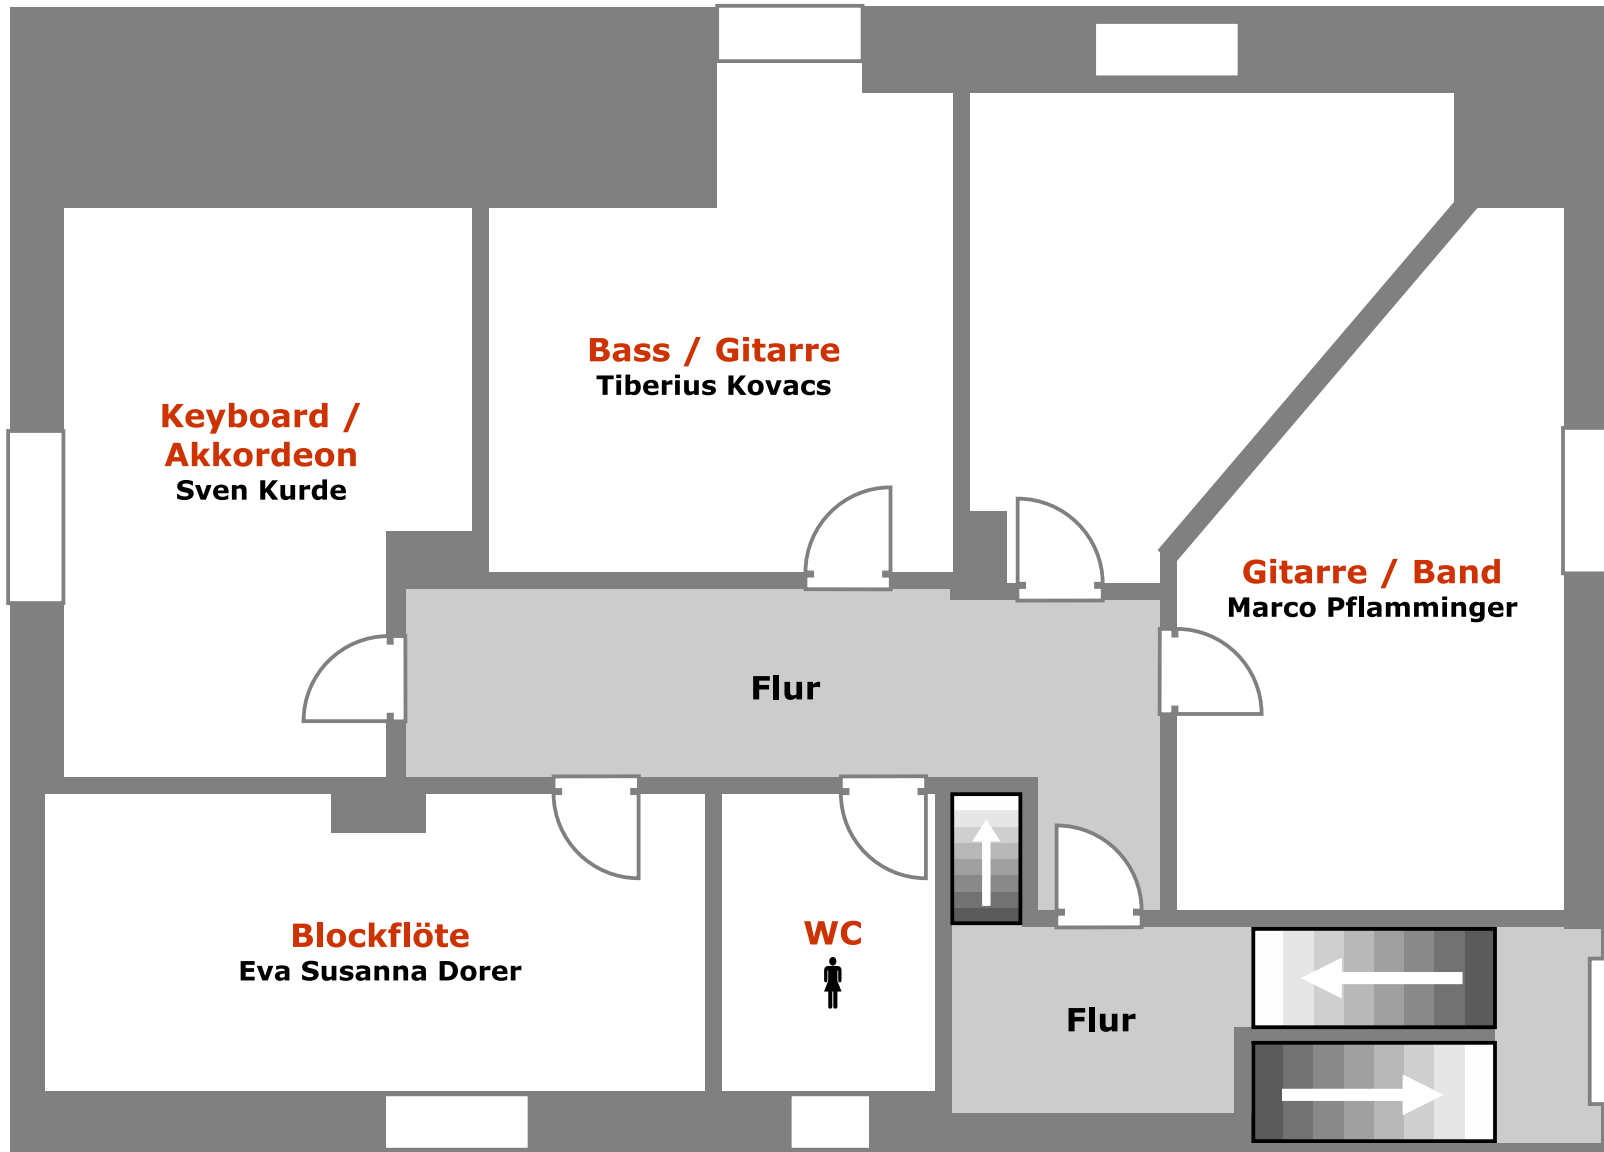 Bass / Gitarre
Tiberius Kovacs
Keyboard /
Akkordeon
Sven Kurde
Gitarre / Band
Marco Pflamminger
Flur
Blockflöte
Eva Susanna Dorer
WC
Flur